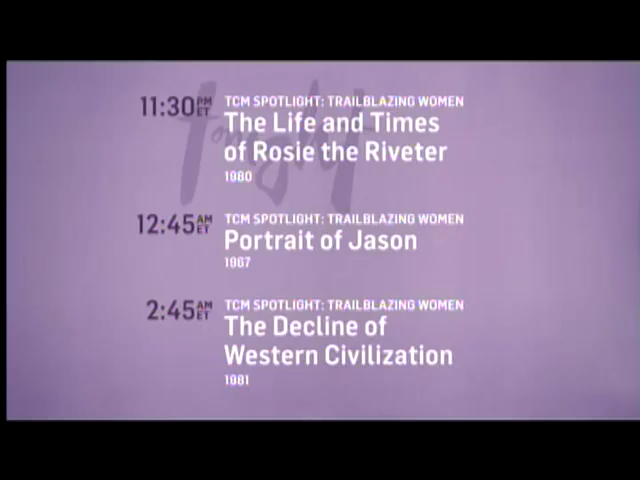 tonight
11:30 PM ET
TCM SPOTLIGHT: TRAILBLAZING WOMEN
The Life and Times
of Rosie the Riveter
1980
12:45 AM ET
TCM SPOTLIGHT: TRAILBLAZING WOMEN
Portrait of Jason
1967
2:45 AM ET
TCM SPOTLIGHT: TRAILBLAZING WOMEN
The Decline of
Western Civilization
1981